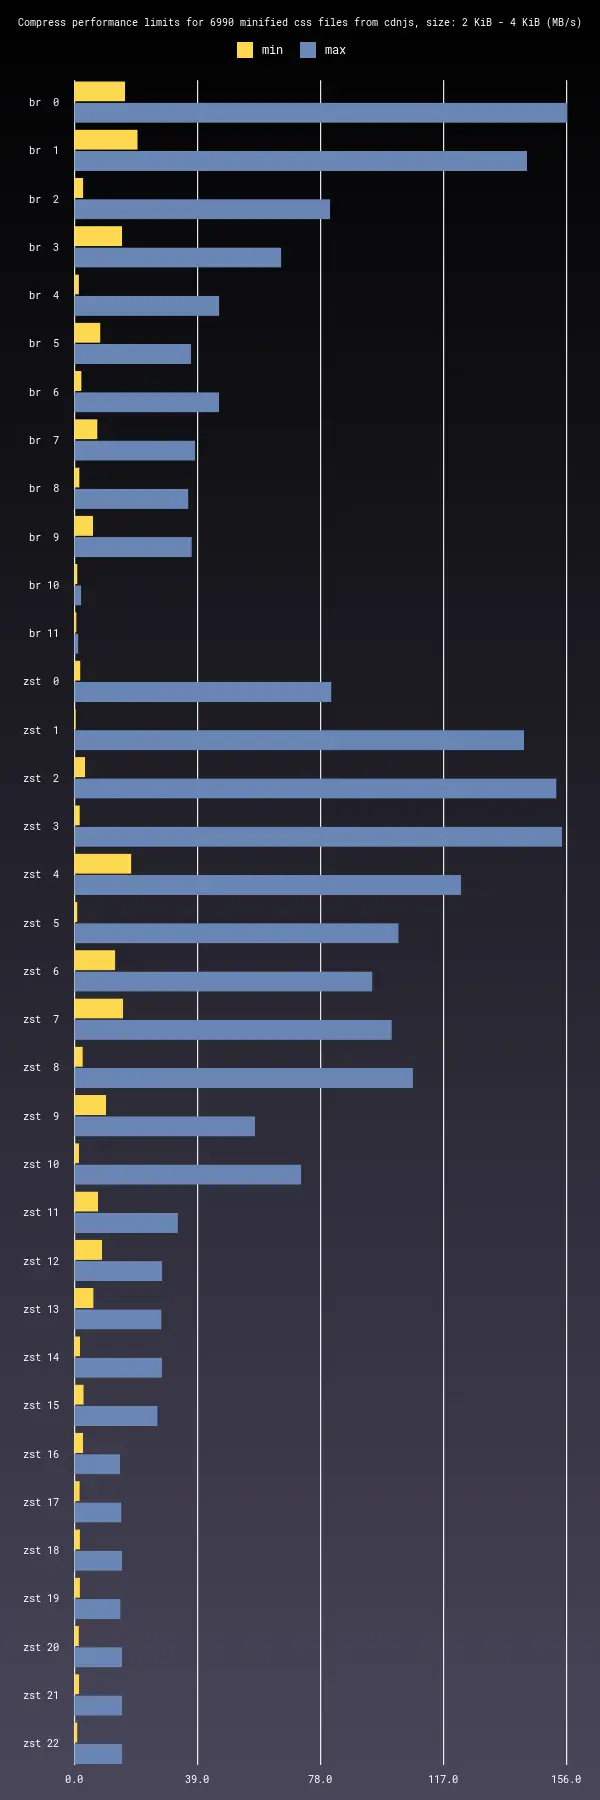 Compress performance limits for 6990 minified css files from cdnjs, size: 2 KiB - 4 KiB (MB/s)
min max
br 0
br 1
br 2
br 3
br 4
br 5
br 6
br 7
br 8
br 9
br 10
br 11
zst 0
zst 1
zst 2
zst 3
zst 4
zst 5
zst 6
zst 7
zst 8
zst 9
zst 10
zst 11
zst 12
zst 13
zst 14
zst 15
zst 16
zst 17
zst 18
zst 19
zst 20
zst 21
zst 22
0.0 39.0 78.0 117.0 156.0